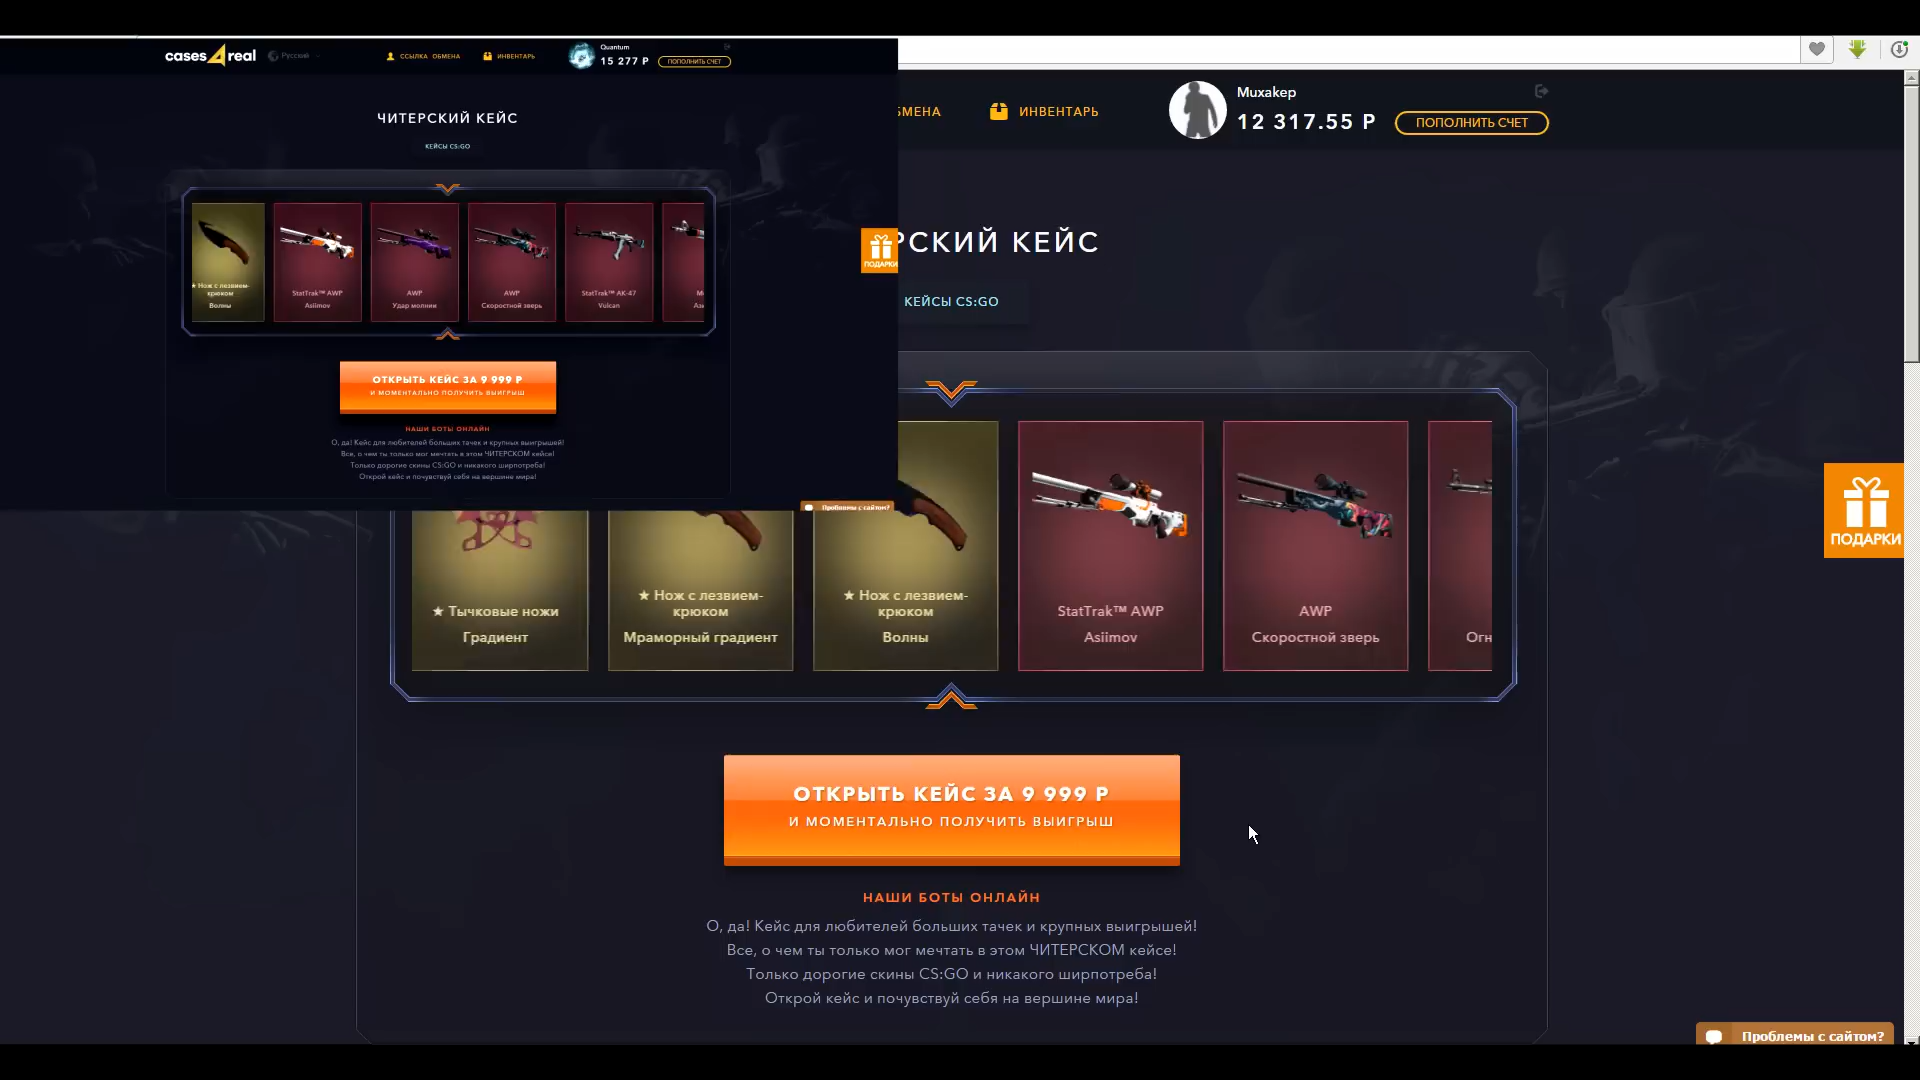 cases4real
Русский
ССЫЛКА ОБМЕНА
ИНВЕНТАРЬ
Quantum
15 277 Р
ПОПОЛНИТЬ СЧЕТ
ЧИТЕРСКИЙ КЕЙС
КЕЙСЫ CS:GO
★ Нож с лезвием-
крюком
Волны
StatTrak™ AWP
Asiimov
AWP
Удар молнии
AWP
Скоростной зверь
StatTrak™ AK-47
Vulcan
ПОДАРКИ
ОТКРЫТЬ КЕЙС ЗА 9 999 Р
И МОМЕНТАЛЬНО ПОЛУЧИТЬ ВЫИГРЫШ
НАШИ БОТЫ ОНЛАЙН
О, да! Кейс для любителей больших тачек и крупных выигрышей!
Все, о чем ты только мог мечтать в этом ЧИТЕРСКОМ кейсе!
Только дорогие скины CS:GO и никакого ширпотреба!
Открой кейс и почувствуй себя на вершине мира!
Проблемы с сайтом?
БМЕНА
ИНВЕНТАРЬ
Muxakep
12 317.55 Р
ПОПОЛНИТЬ СЧЕТ
РСКИЙ КЕЙС
КЕЙСЫ CS:GO
★ Тычковые ножи
Градиент
★ Нож с лезвием-
крюком
Мраморный градиент
★ Нож с лезвием-
крюком
Волны
StatTrak™ AWP
Asiimov
AWP
Скоростной зверь
Огн
ПОДАРКИ
ОТКРЫТЬ КЕЙС ЗА 9 999 Р
И МОМЕНТАЛЬНО ПОЛУЧИТЬ ВЫИГРЫШ
НАШИ БОТЫ ОНЛАЙН
О, да! Кейс для любителей больших тачек и крупных выигрышей!
Все, о чем ты только мог мечтать в этом ЧИТЕРСКОМ кейсе!
Только дорогие скины CS:GO и никакого ширпотреба!
Открой кейс и почувствуй себя на вершине мира!
Проблемы с сайтом?